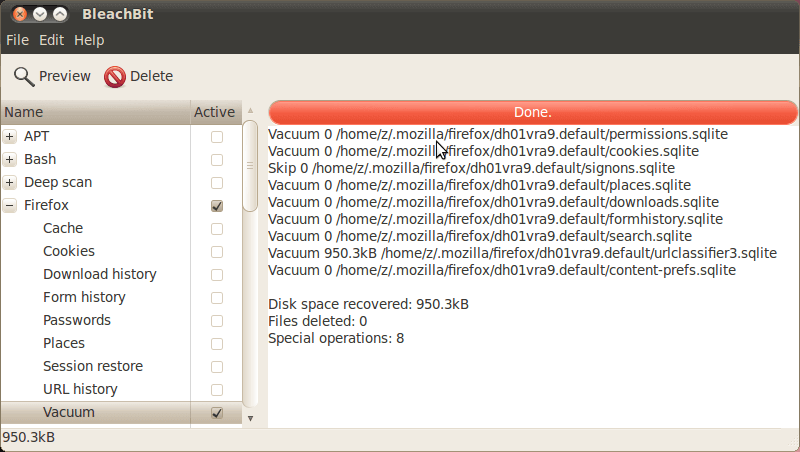 BleachBit
File Edit Help
Preview Delete
Name Active
APT
Bash
Deep scan
Firefox
Cache
Cookies
Download history
Form history
Passwords
Places
Session restore
URL history
Vacuum
Done.
Vacuum 0 /home/z/.mozilla/firefox/dh01vra9.default/permissions.sqlite
Vacuum 0 /home/z/.mozilla/firefox/dh01vra9.default/cookies.sqlite
Skip 0 /home/z/.mozilla/firefox/dh01vra9.default/signons.sqlite
Vacuum 0 /home/z/.mozilla/firefox/dh01vra9.default/places.sqlite
Vacuum 0 /home/z/.mozilla/firefox/dh01vra9.default/downloads.sqlite
Vacuum 0 /home/z/.mozilla/firefox/dh01vra9.default/formhistory.sqlite
Vacuum 0 /home/z/.mozilla/firefox/dh01vra9.default/search.sqlite
Vacuum 950.3kB /home/z/.mozilla/firefox/dh01vra9.default/urlclassifier3.sqlite
Vacuum 0 /home/z/.mozilla/firefox/dh01vra9.default/content-prefs.sqlite
Disk space recovered: 950.3kB
Files deleted: 0
Special operations: 8
950.3kB